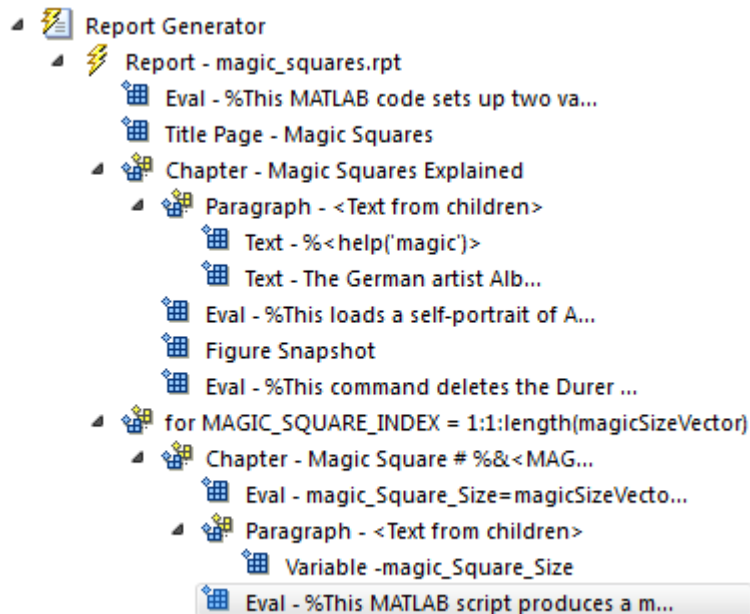 Report Generator
Report - magic_squares.rpt
Eval - %This MATLAB code sets up two va...
Title Page - Magic Squares
Chapter - Magic Squares Explained
Paragraph - <Text from children>
Text - %<help('magic')>
Text - The German artist Alb...
Eval - %This loads a self-portrait of A...
Figure Snapshot
Eval - %This command deletes the Durer ...
for MAGIC_SQUARE_INDEX = 1:1:length(magicSizeVector)
Chapter - Magic Square # %&<MAG...
Eval - magic_Square_Size=magicSizeVecto...
Paragraph - <Text from children>
Variable -magic_Square_Size
Eval - %This MATLAB script produces a m...